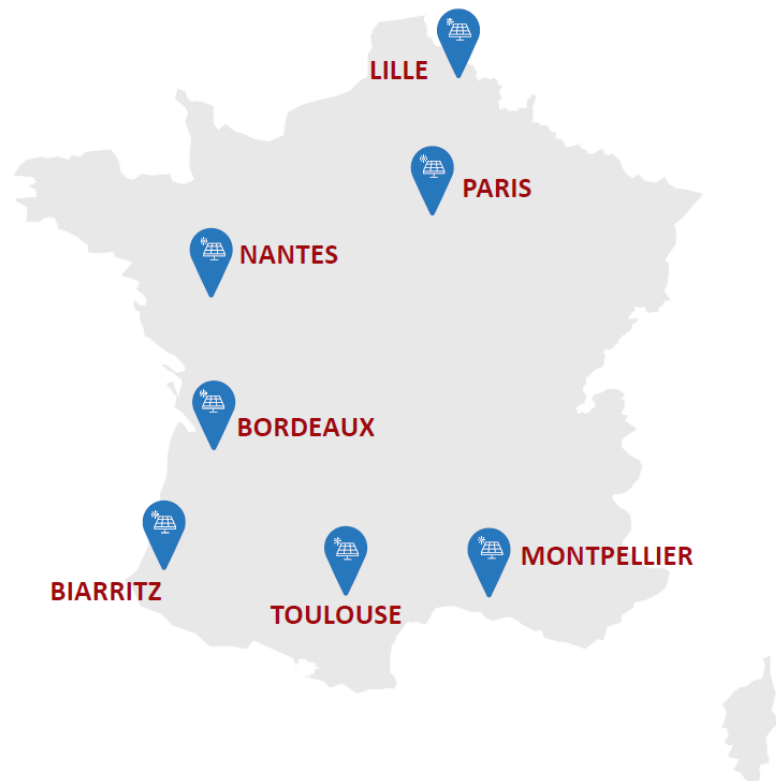 LILLE
PARIS
NANTES
BORDEAUX
MONTPELLIER
BIARRITZ
TOULOUSE